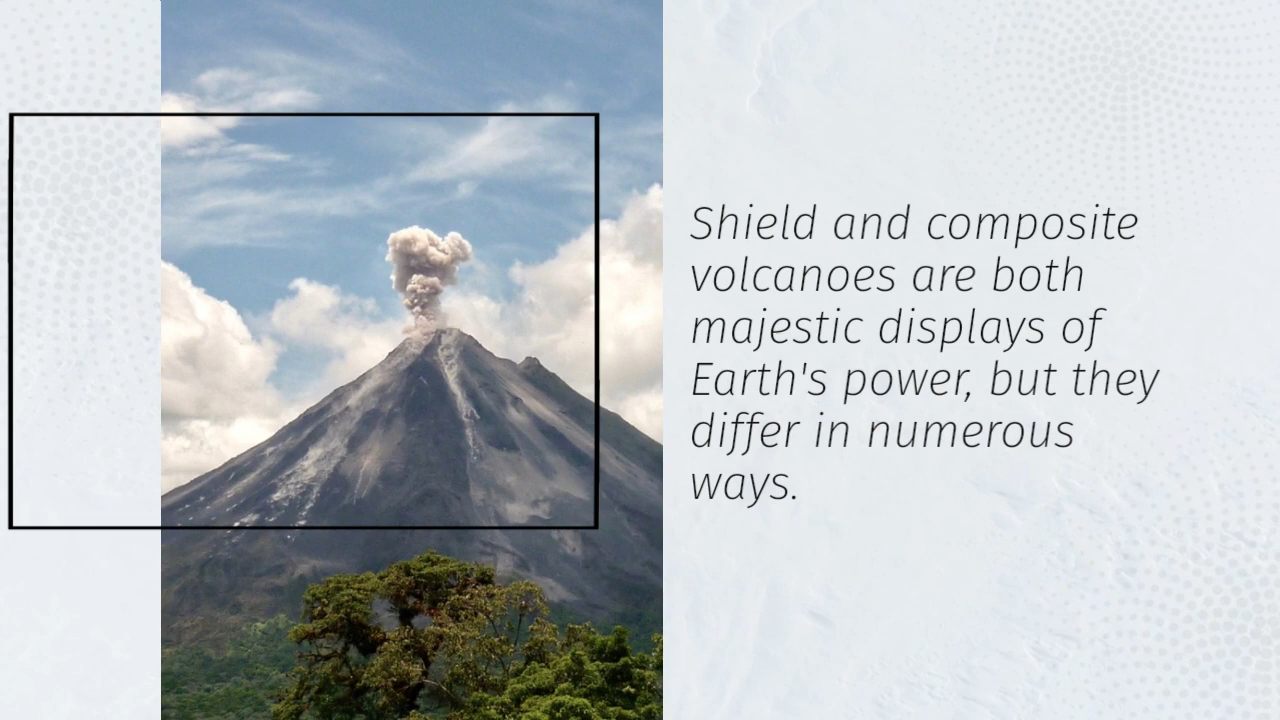 Shield and composite
volcanoes are both
majestic displays of
Earth's power, but they
differ in numerous
ways.